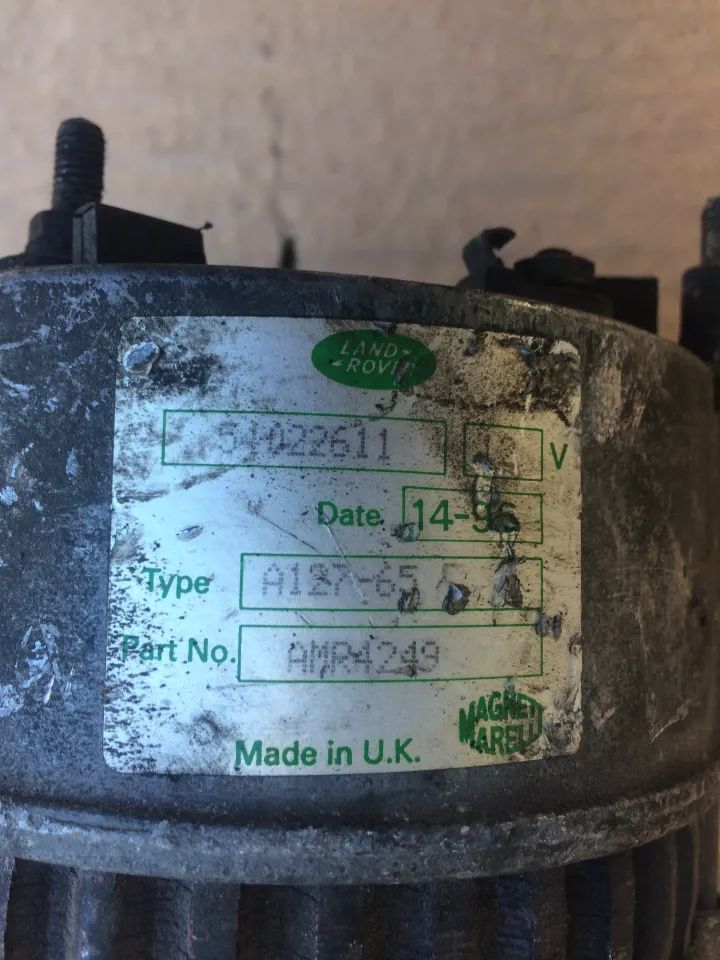 LAND
ROVER
54022611
V
Date 14-96
Type A127-65
Part No. AMR4249
MAGNETI
MARELLI
Made in U.K.